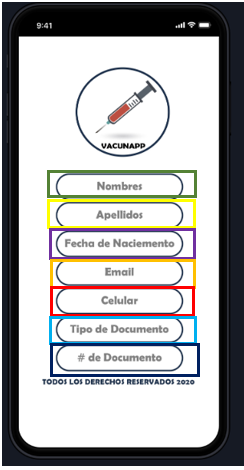 9:41
VACUNAPP
Nombres
Apellidos
Fecha de Naciemento
Email
Celular
Tipo de Documento
# de Documento
TODOS LOS DERECHOS RESERVADOS 2020